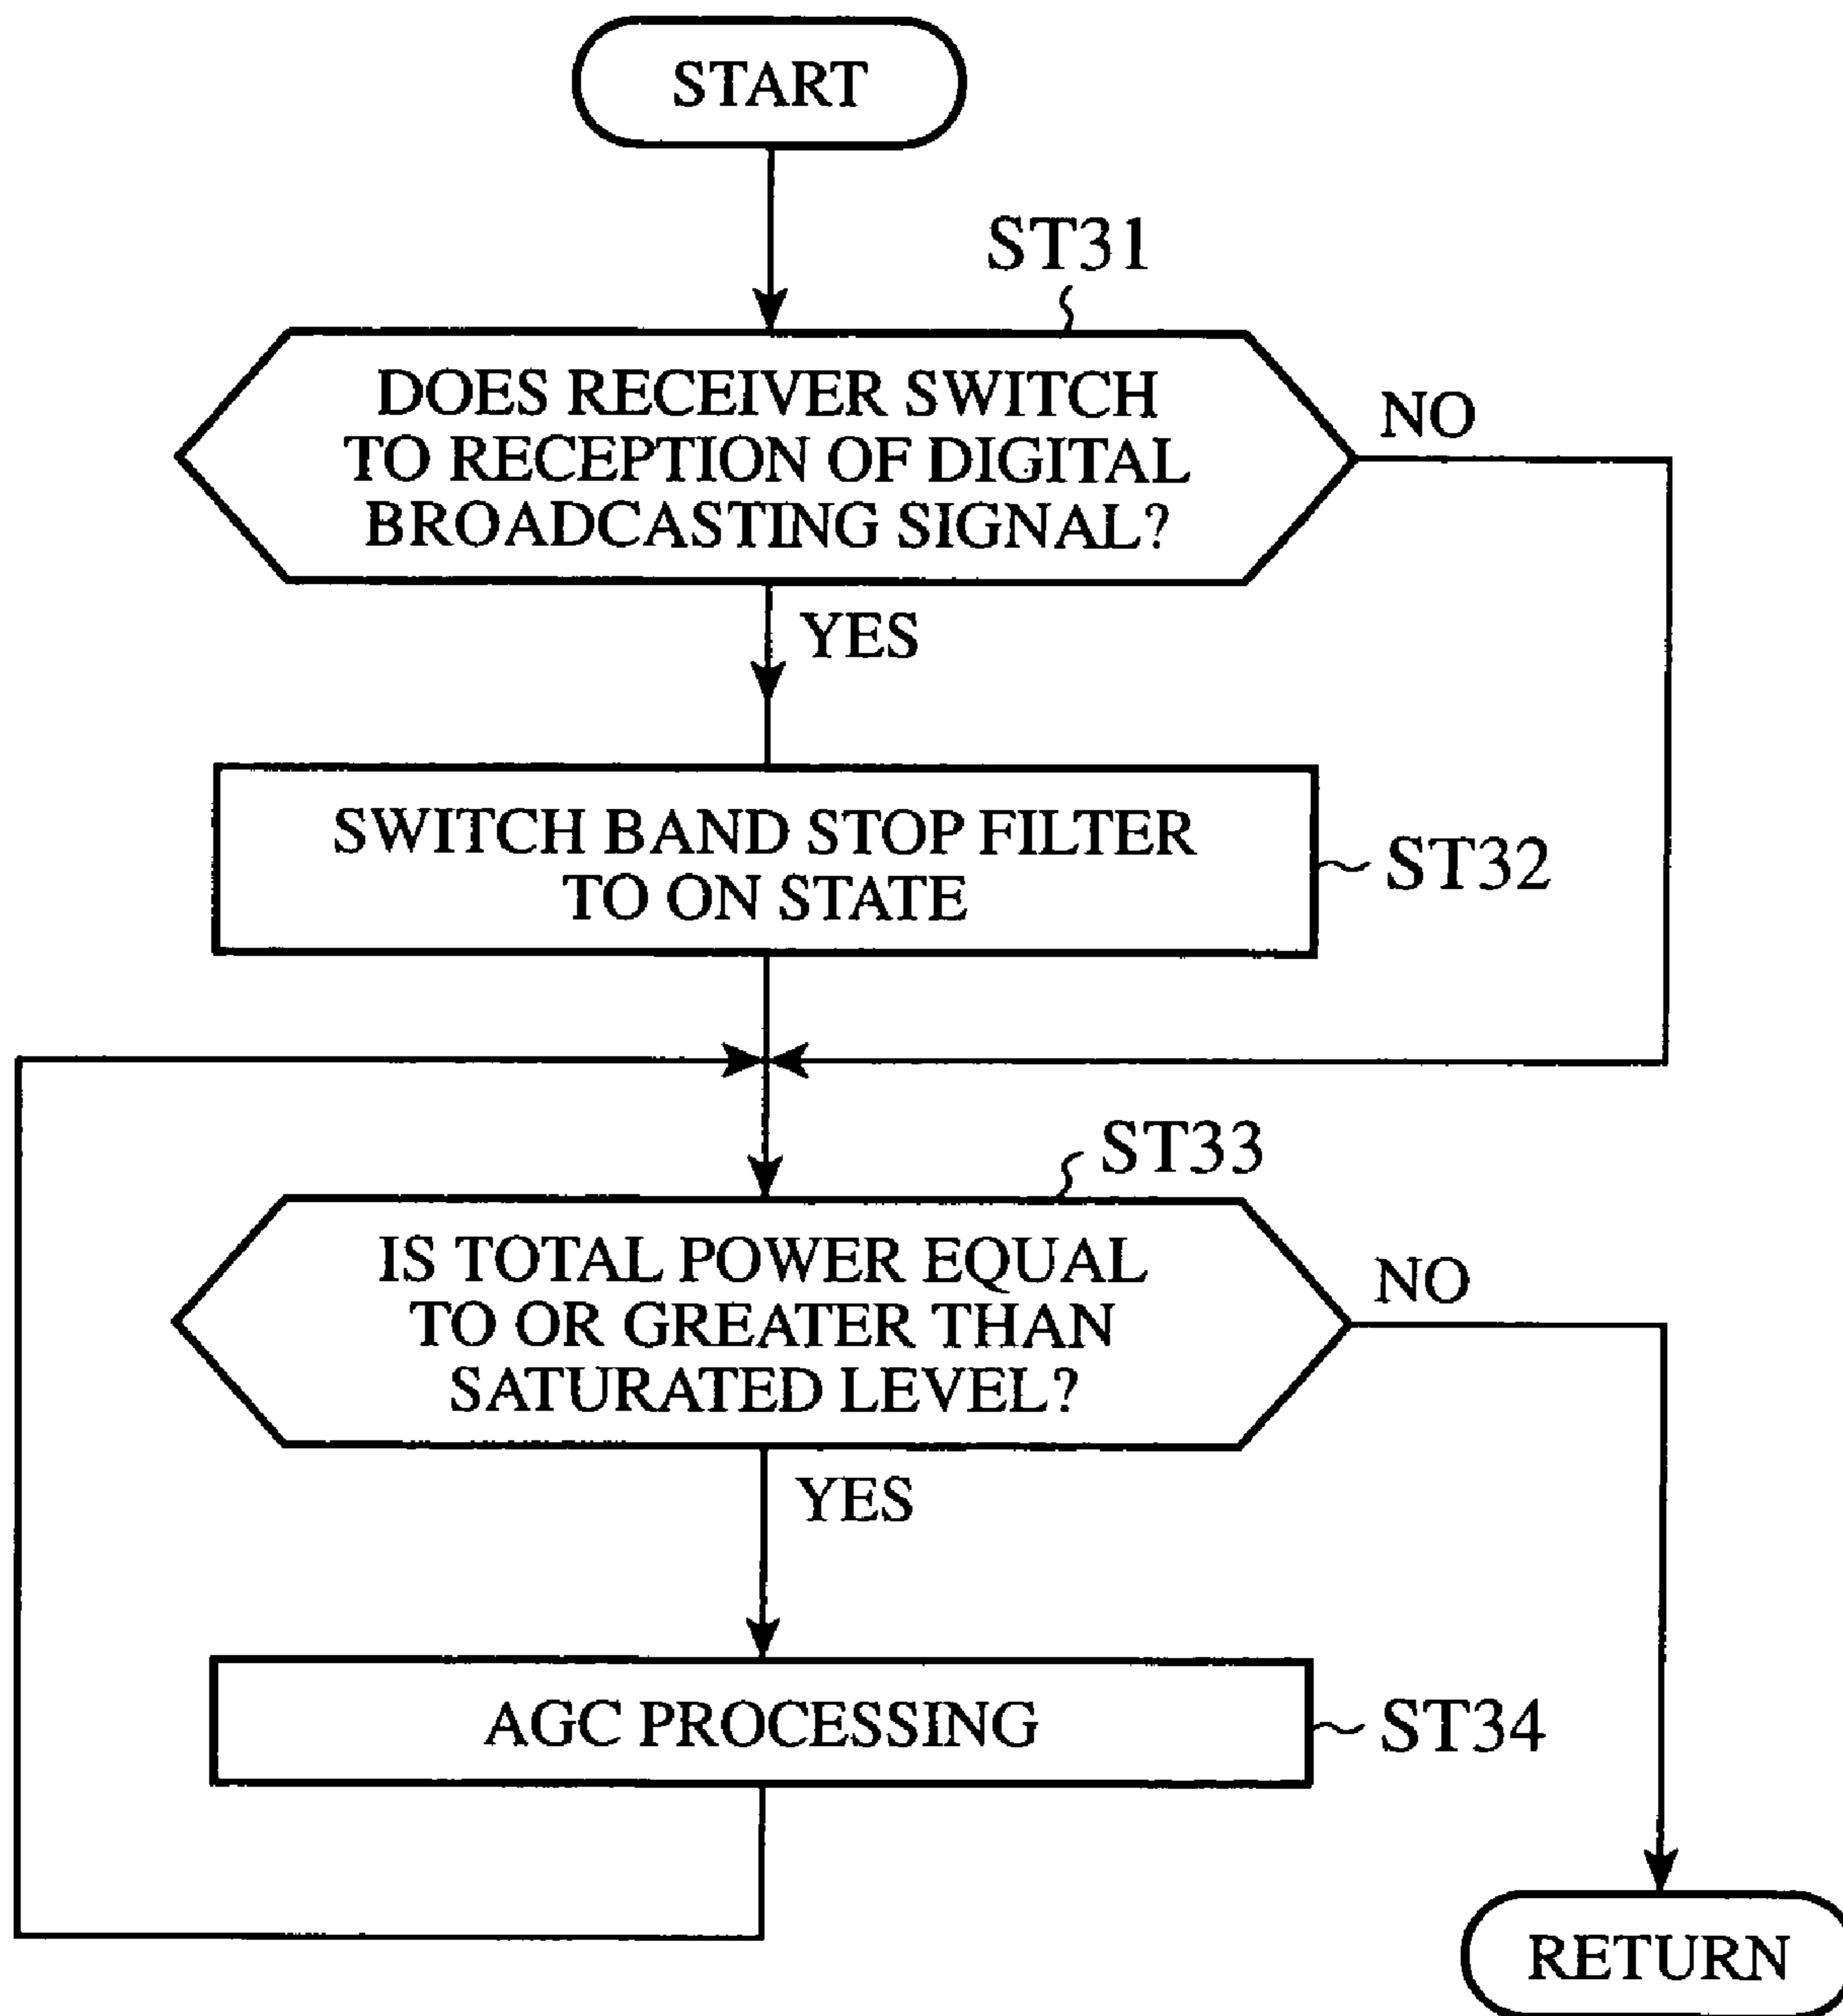 START
ST31
DOES RECEIVER SWITCH
TO RECEPTION OF DIGITAL
BROADCASTING SIGNAL?
NO
YES
SWITCH BAND STOP FILTER
TO ON STATE
ST32
ST33
IS TOTAL POWER EQUAL
TO OR GREATER THAN
SATURATED LEVEL?
NO
YES
AGC PROCESSING
ST34
RETURN